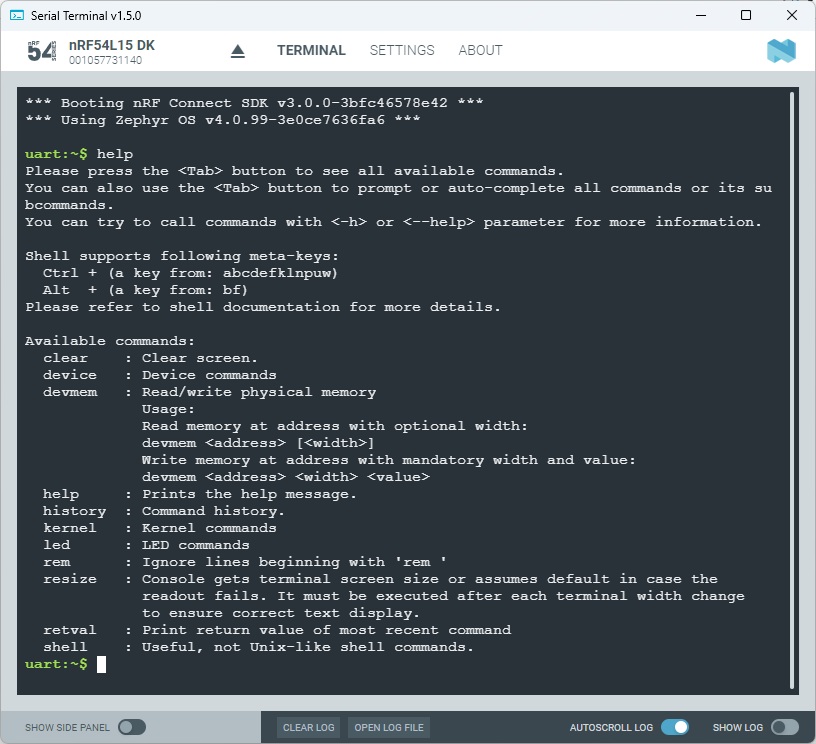 Serial Terminal v1.5.0
nRF 54 SERIES
nRF54L15 DK
001057731140
TERMINAL SETTINGS ABOUT
*** Booting nRF Connect SDK v3.0.0-3bfc46578e42 ***
*** Using Zephyr OS v4.0.99-3e0ce7636fa6 ***
uart:~$ help
Please press the <Tab> button to see all available commands.
You can also use the <Tab> button to prompt or auto-complete all commands or its su
bcommands.
You can try to call commands with <-h> or <--help> parameter for more information.
Shell supports following meta-keys:
  Ctrl + (a key from: abcdefklnpuw)
  Alt  + (a key from: bf)
Please refer to shell documentation for more details.
Available commands:
  clear    : Clear screen.
  device   : Device commands
  devmem   : Read/write physical memory
             Usage:
             Read memory at address with optional width:
             devmem <address> [<width>]
             Write memory at address with mandatory width and value:
             devmem <address> <width> <value>
  help     : Prints the help message.
  history  : Command history.
  kernel   : Kernel commands
  led      : LED commands
  rem      : Ignore lines beginning with 'rem '
  resize   : Console gets terminal screen size or assumes default in case the
             readout fails. It must be executed after each terminal width change
             to ensure correct text display.
  retval   : Print return value of most recent command
  shell    : Useful, not Unix-like shell commands.
uart:~$
SHOW SIDE PANEL CLEAR LOG OPEN LOG FILE AUTOSCROLL LOG SHOW LOG